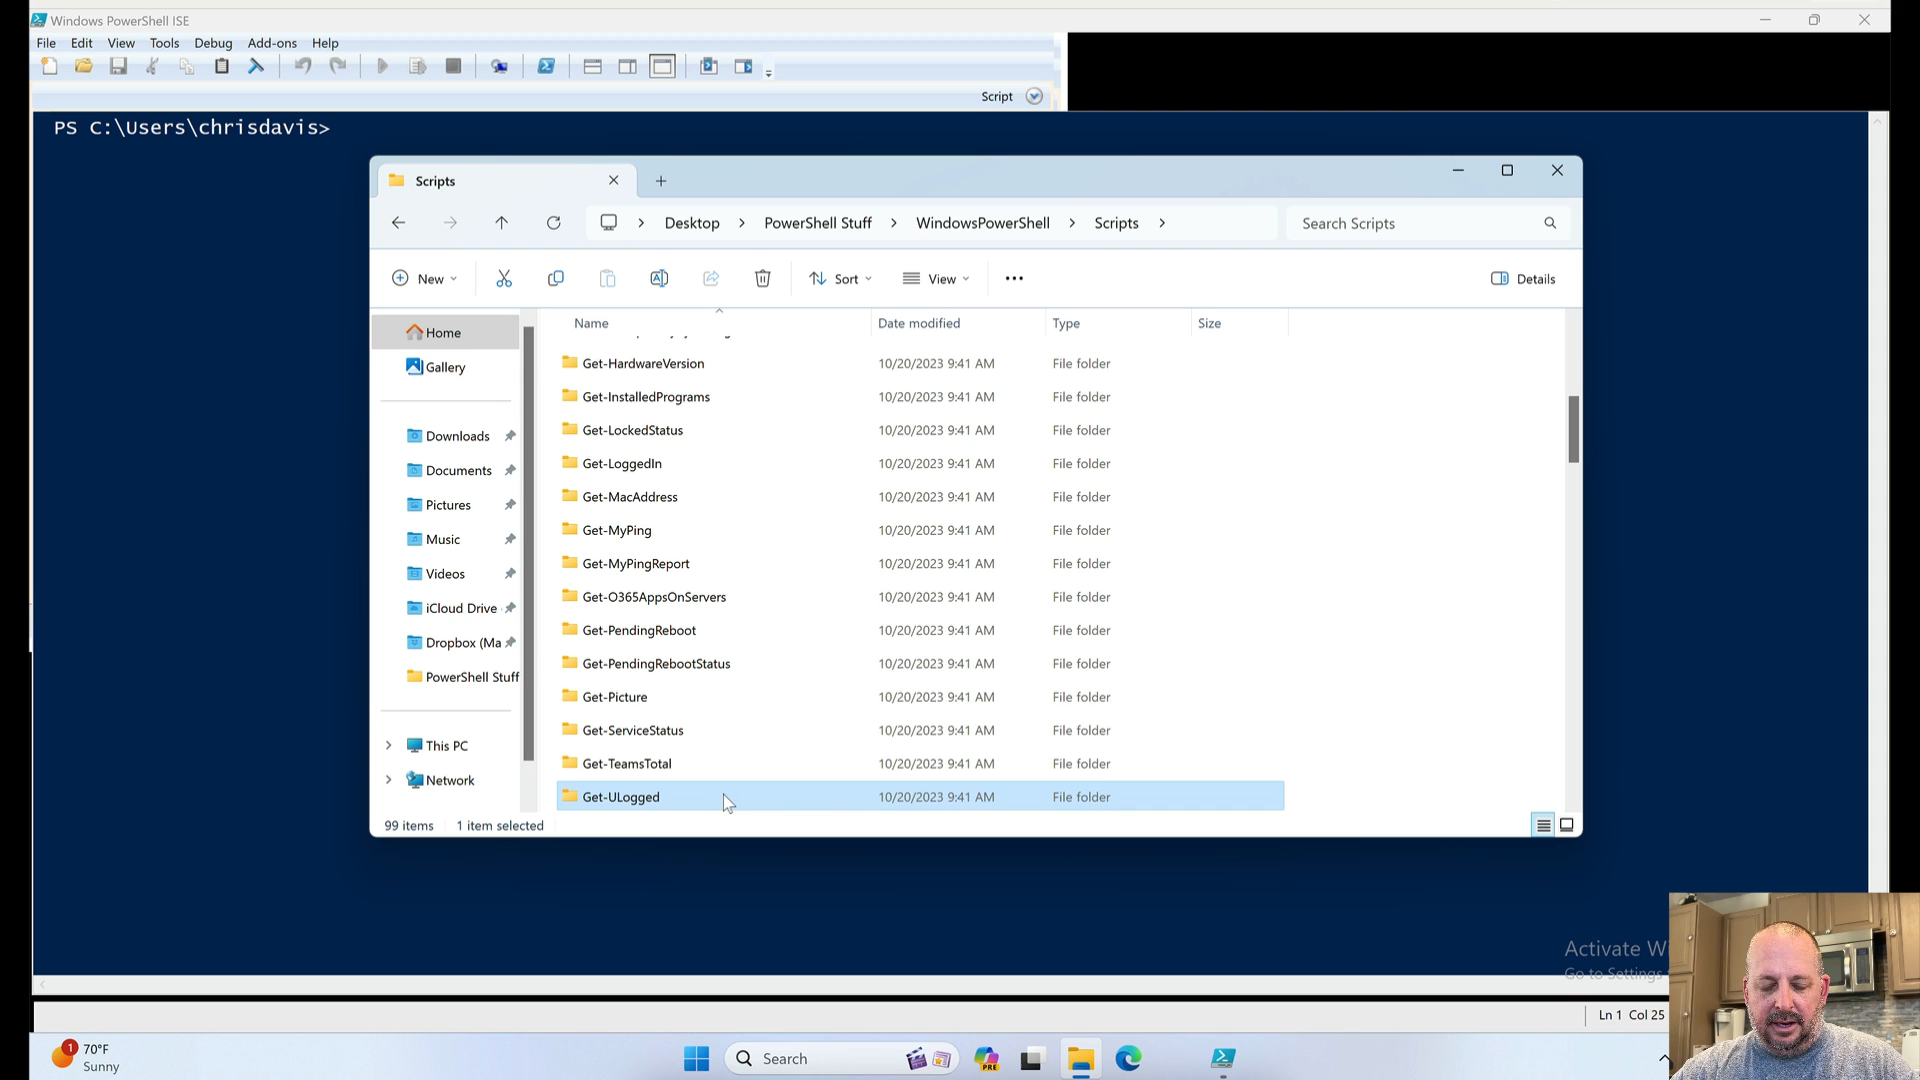 Windows PowerShell ISE
File Edit View Tools Debug Add-ons Help
Script
PS C:\Users\chrisdavis>
Scripts
Desktop > PowerShell Stuff > WindowsPowerShell > Scripts >
Search Scripts
New Sort View Details
Name Date modified Type Size
Home
Gallery
Downloads
Documents
Pictures
Music
Videos
iCloud Drive
Dropbox (Ma
PowerShell Stuff
This PC
Network
Get-HardwareVersion 10/20/2023 9:41 AM File folder
Get-InstalledPrograms 10/20/2023 9:41 AM File folder
Get-LockedStatus 10/20/2023 9:41 AM File folder
Get-LoggedIn 10/20/2023 9:41 AM File folder
Get-MacAddress 10/20/2023 9:41 AM File folder
Get-MyPing 10/20/2023 9:41 AM File folder
Get-MyPingReport 10/20/2023 9:41 AM File folder
Get-O365AppsOnServers 10/20/2023 9:41 AM File folder
Get-PendingReboot 10/20/2023 9:41 AM File folder
Get-PendingRebootStatus 10/20/2023 9:41 AM File folder
Get-Picture 10/20/2023 9:41 AM File folder
Get-ServiceStatus 10/20/2023 9:41 AM File folder
Get-TeamsTotal 10/20/2023 9:41 AM File folder
Get-ULogged 10/20/2023 9:41 AM File folder
99 items 1 item selected
Activate Wi
Go to Settings
Ln 1 Col 25
1 70°F
Sunny
Search
PRE